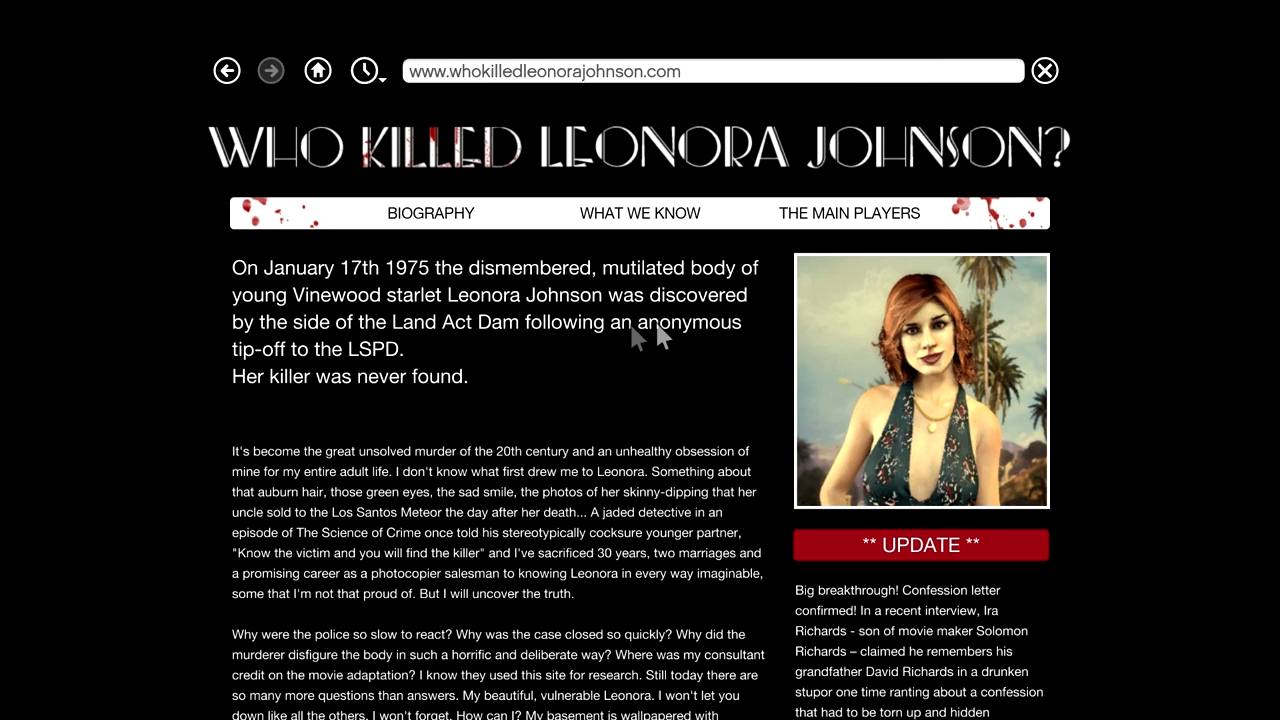 www.whokilledleonorajohnson.com
WHO KILLED LEONORA JOHNSON?
BIOGRAPHY
WHAT WE KNOW
THE MAIN PLAYERS
On January 17th 1975 the dismembered, mutilated body of
young Vinewood starlet Leonora Johnson was discovered
by the side of the Land Act Dam following an anonymous
tip-off to the LSPD.
Her killer was never found.
It's become the great unsolved murder of the 20th century and an unhealthy obsession of
mine for my entire adult life. I don't know what first drew me to Leonora. Something about
that auburn hair, those green eyes, the sad smile, the photos of her skinny-dipping that her
uncle sold to the Los Santos Meteor the day after her death... A jaded detective in an
episode of The Science of Crime once told his stereotypically cocksure younger partner,
"Know the victim and you will find the killer" and I've sacrificed 30 years, two marriages and
a promising career as a photocopier salesman to knowing Leonora in every way imaginable,
some that I'm not that proud of. But I will uncover the truth.
Why were the police so slow to react? Why was the case closed so quickly? Why did the
murderer disfigure the body in such a horrific and deliberate way? Where was my consultant
credit on the movie adaptation? I know they used this site for research. Still today there are
so many more questions than answers. My beautiful, vulnerable Leonora. I won't let you
down like all the others. I won't forget. How can I? My basement is wallpapered with
** UPDATE **
Big breakthrough! Confession letter
confirmed! In a recent interview, Ira
Richards - son of movie maker Solomon
Richards – claimed he remembers his
grandfather David Richards in a drunken
stupor one time ranting about a confession
that had to be torn up and hidden